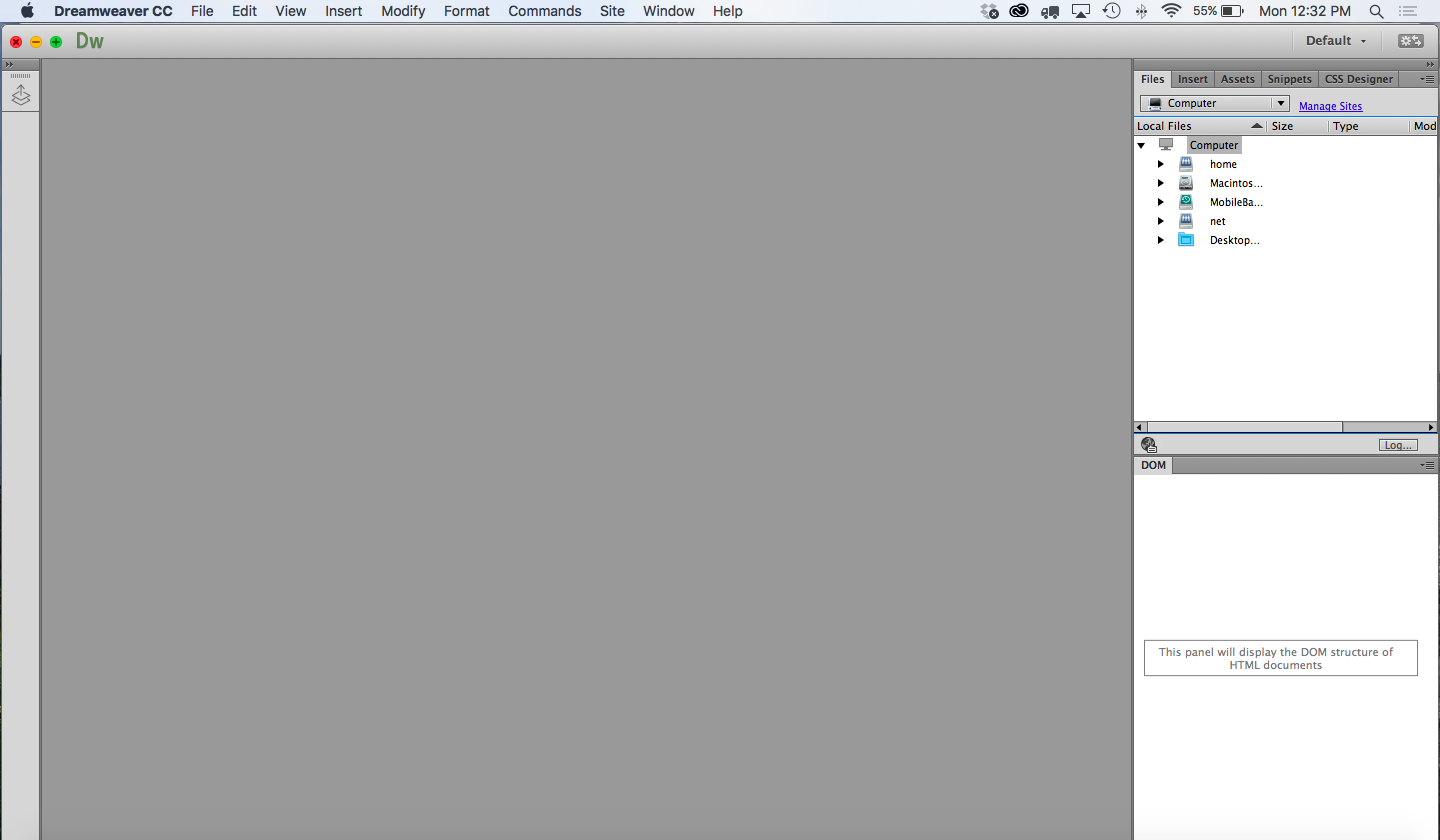 Dreamweaver CC File Edit View Insert Modify Format Commands Site Window Help 55% Mon 12:32 PM
Dw Default
Files Insert Assets Snippets CSS Designer
Computer Manage Sites
Local Files Size Type Mod
Computer
home
Macintos...
MobileBa...
net
Desktop...
Log...
DOM
This panel will display the DOM structure of
HTML documents